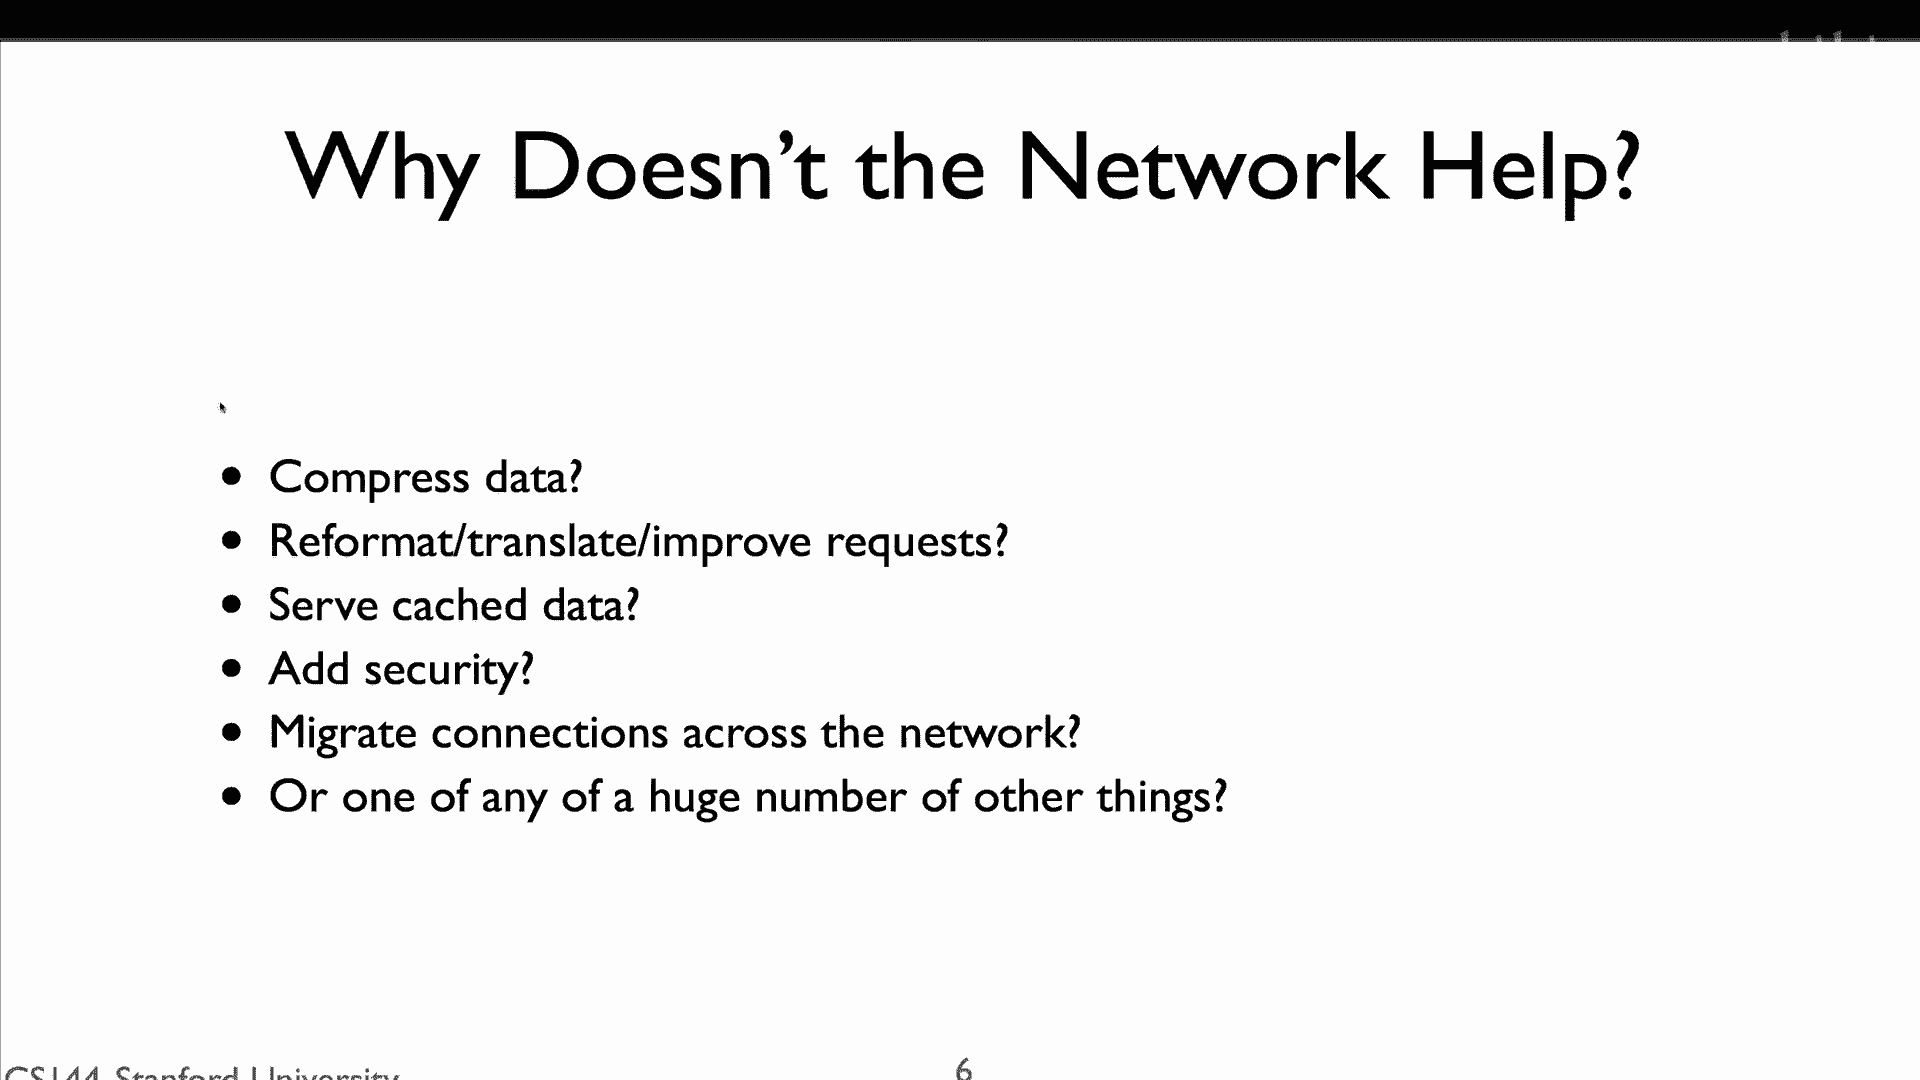 Why Doesn’t the Network Help?
• Compress data?
• Reformat/translate/improve requests?
• Serve cached data?
• Add security?
• Migrate connections across the network?
• Or one of any of a huge number of other things?
CS144, Stanford University
6